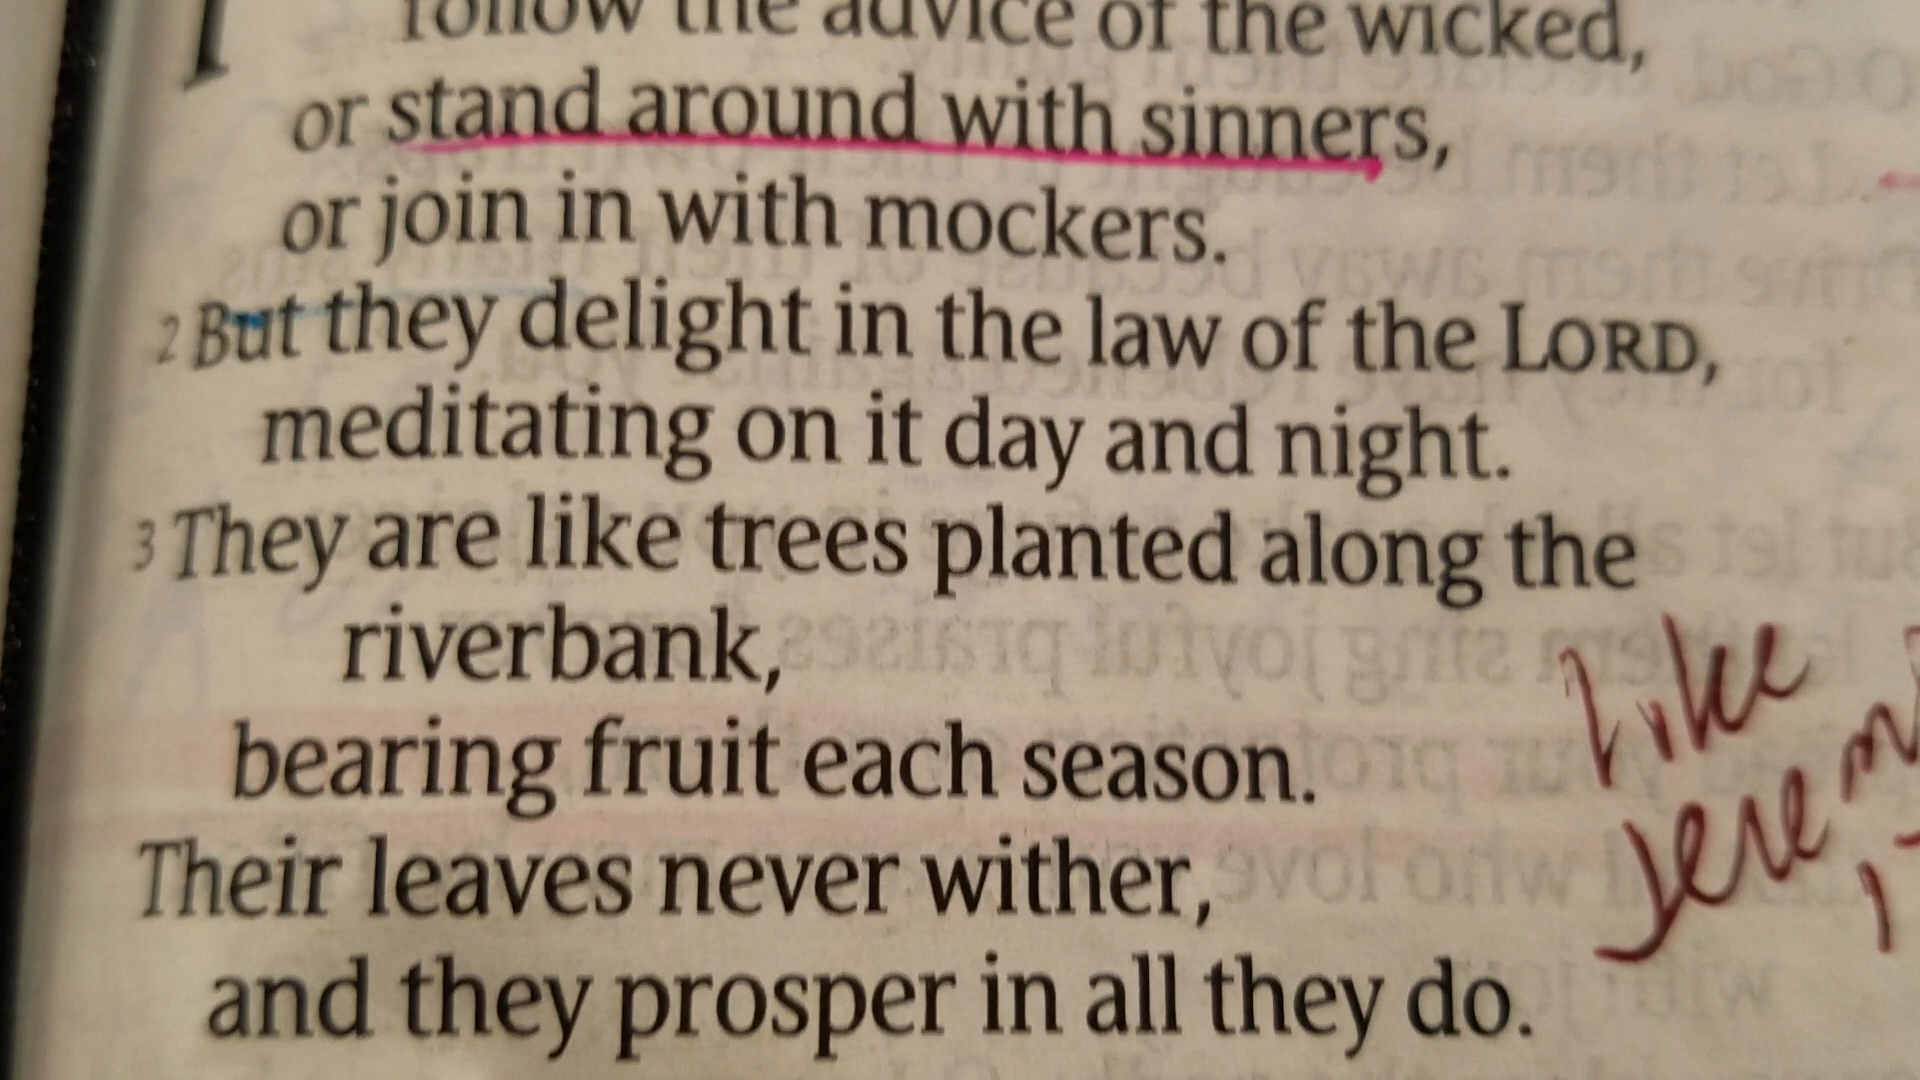 follow the advice of the wicked,
or stand around with sinners,
or join in with mockers.
2 But they delight in the law of the LORD,
meditating on it day and night.
3 They are like trees planted along the
riverbank,
bearing fruit each season.
Their leaves never wither,
and they prosper in all they do.
like